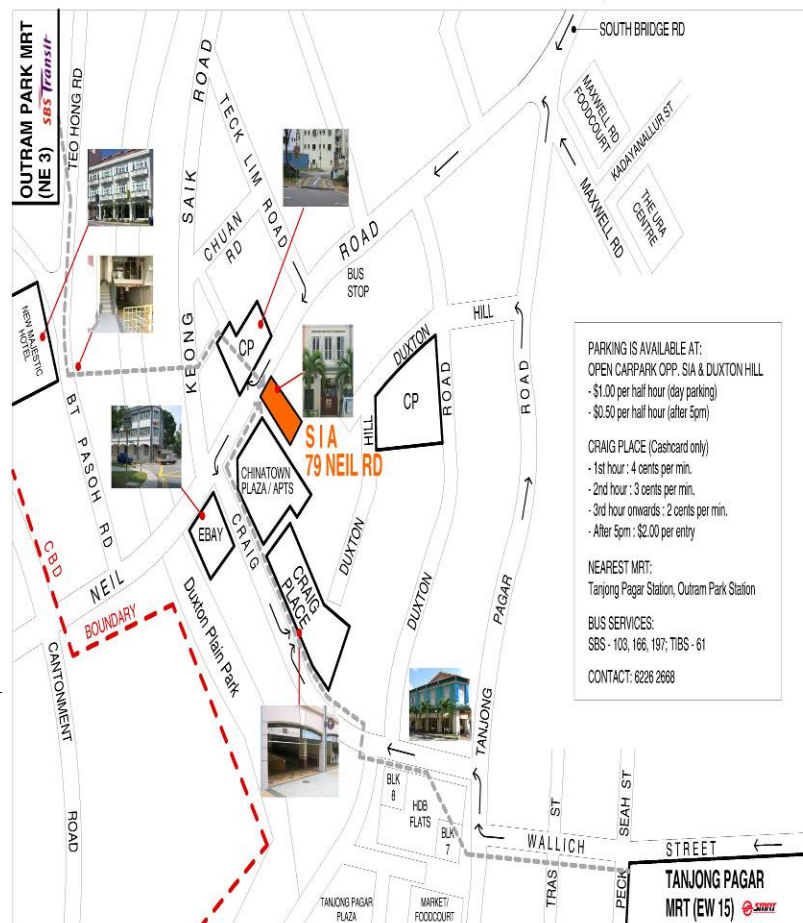 OUTRAM PARK MRT
(NE 3)
SBS Transit
TEO HONG RD
KEONG SAIK ROAD
TECK LIM ROAD
CHUAN
RD
SOUTH BRIDGE RD
MAXWELL RD
FOODCOURT
KADAYANALLUR ST
THE URA
CENTRE
MAXWELL RD
ROAD
BUS
STOP
NEW MAJESTIC
HOTEL
CP
DUXTON HILL
CP
ROAD
HILL
ROAD
S I A
79 NEIL RD
CHINATOWN
PLAZA / APTS
BT PASOH RD
EBAY
CRAIG
CRAIG
PLACE
DUXTON
DUXTON
PAGAR
TANJONG
CBD
BOUNDARY
NEIL
Duxton Plain Park
CANTONMENT
ROAD
PARKING IS AVAILABLE AT:
OPEN CARPARK OPP. SIA & DUXTON HILL
- $1.00 per half hour (day parking)
- $0.50 per half hour (after 5pm)
CRAIG PLACE (Cashcard only)
- 1st hour : 4 cents per min.
- 2nd hour : 3 cents per min.
- 3rd hour onwards : 2 cents per min.
- After 5pm : $2.00 per entry
NEAREST MRT:
Tanjong Pagar Station, Outram Park Station
BUS SERVICES:
SBS - 103, 166, 197; TIBS - 61
CONTACT: 6226 2668
BLK
8
HDB
FLATS
BLK
7
WALLICH STREET
TRAS ST
PECK SEAH ST
TANJONG PAGAR
PLAZA
MARKET/
FOODCOURT
TANJONG PAGAR
MRT (EW 15)
SMRT